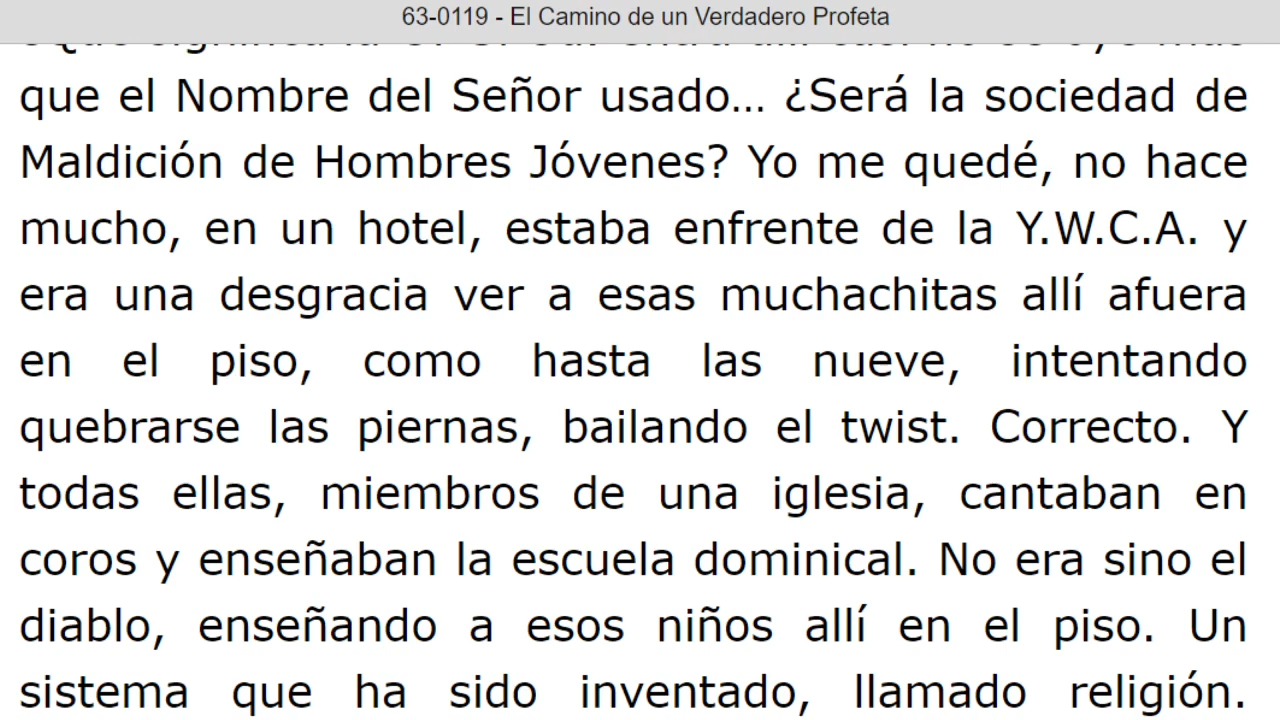 63-0119 - El Camino de un Verdadero Profeta
que el Nombre del Señor usado... ¿Será la sociedad de
Maldición de Hombres Jóvenes? Yo me quedé, no hace
mucho, en un hotel, estaba enfrente de la Y.W.C.A. y
era una desgracia ver a esas muchachitas allí afuera
en el piso, como hasta las nueve, intentando
quebrarse las piernas, bailando el twist. Correcto. Y
todas ellas, miembros de una iglesia, cantaban en
coros y enseñaban la escuela dominical. No era sino el
diablo, enseñando a esos niños allí en el piso. Un
sistema que ha sido inventado, llamado religión.